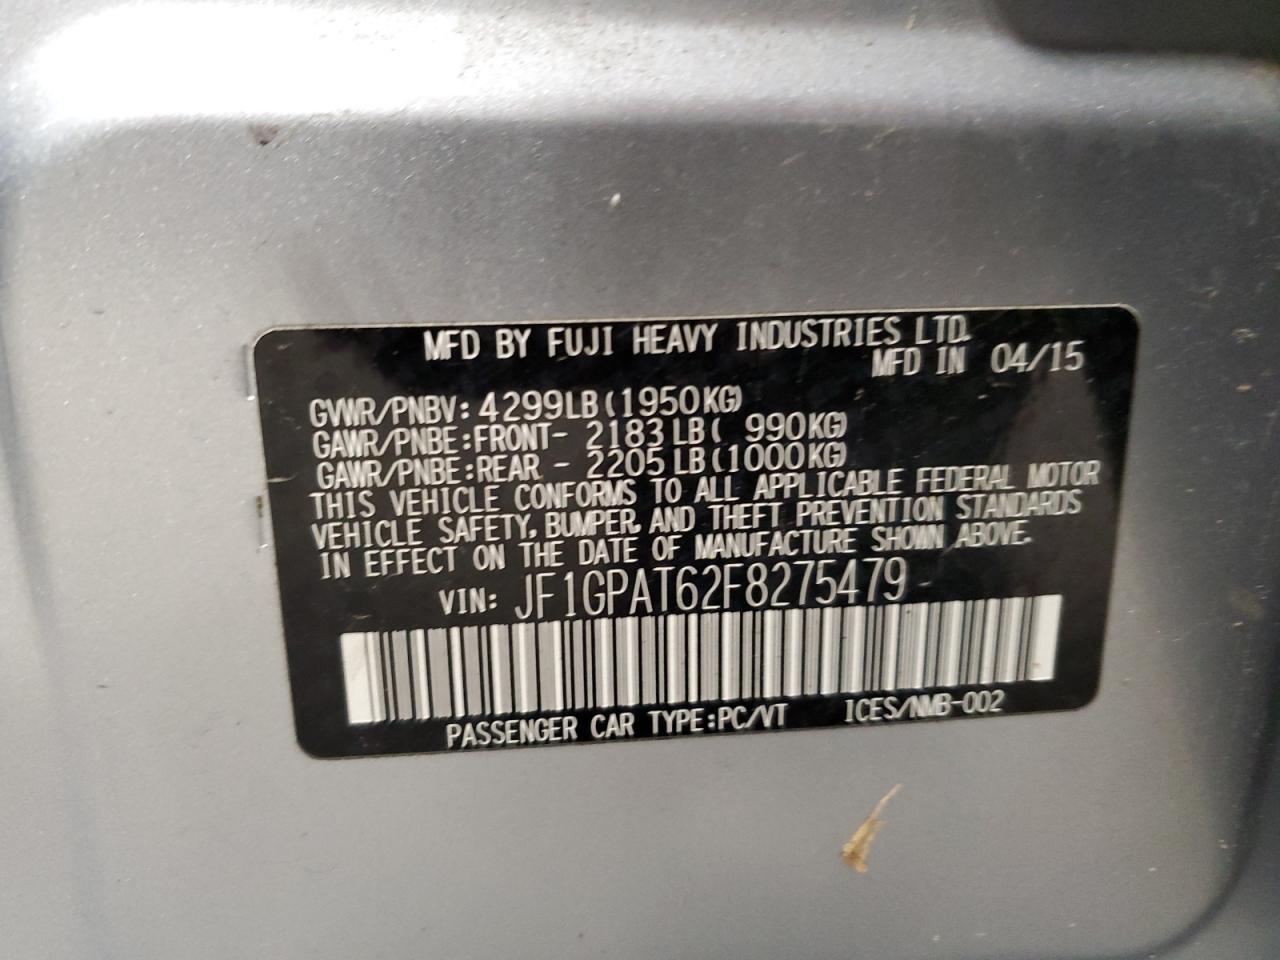 MFD BY FUJI HEAVY INDUSTRIES LTD.
MFD IN 04/15
GVWR/PNBV: 4299LB(1950KG)
GAWR/PNBE:FRONT- 2183LB( 990KG)
GAWR/PNBE:REAR - 2205LB(1000KG)
THIS VEHICLE CONFORMS TO ALL APPLICABLE FEDERAL MOTOR
VEHICLE SAFETY, BUMPER, AND THEFT PREVENTION STANDARDS
IN EFFECT ON THE DATE OF MANUFACTURE SHOWN ABOVE.
VIN: JF1GPAT62F8275479
PASSENGER CAR TYPE:PC/VT ICES/NMB-002